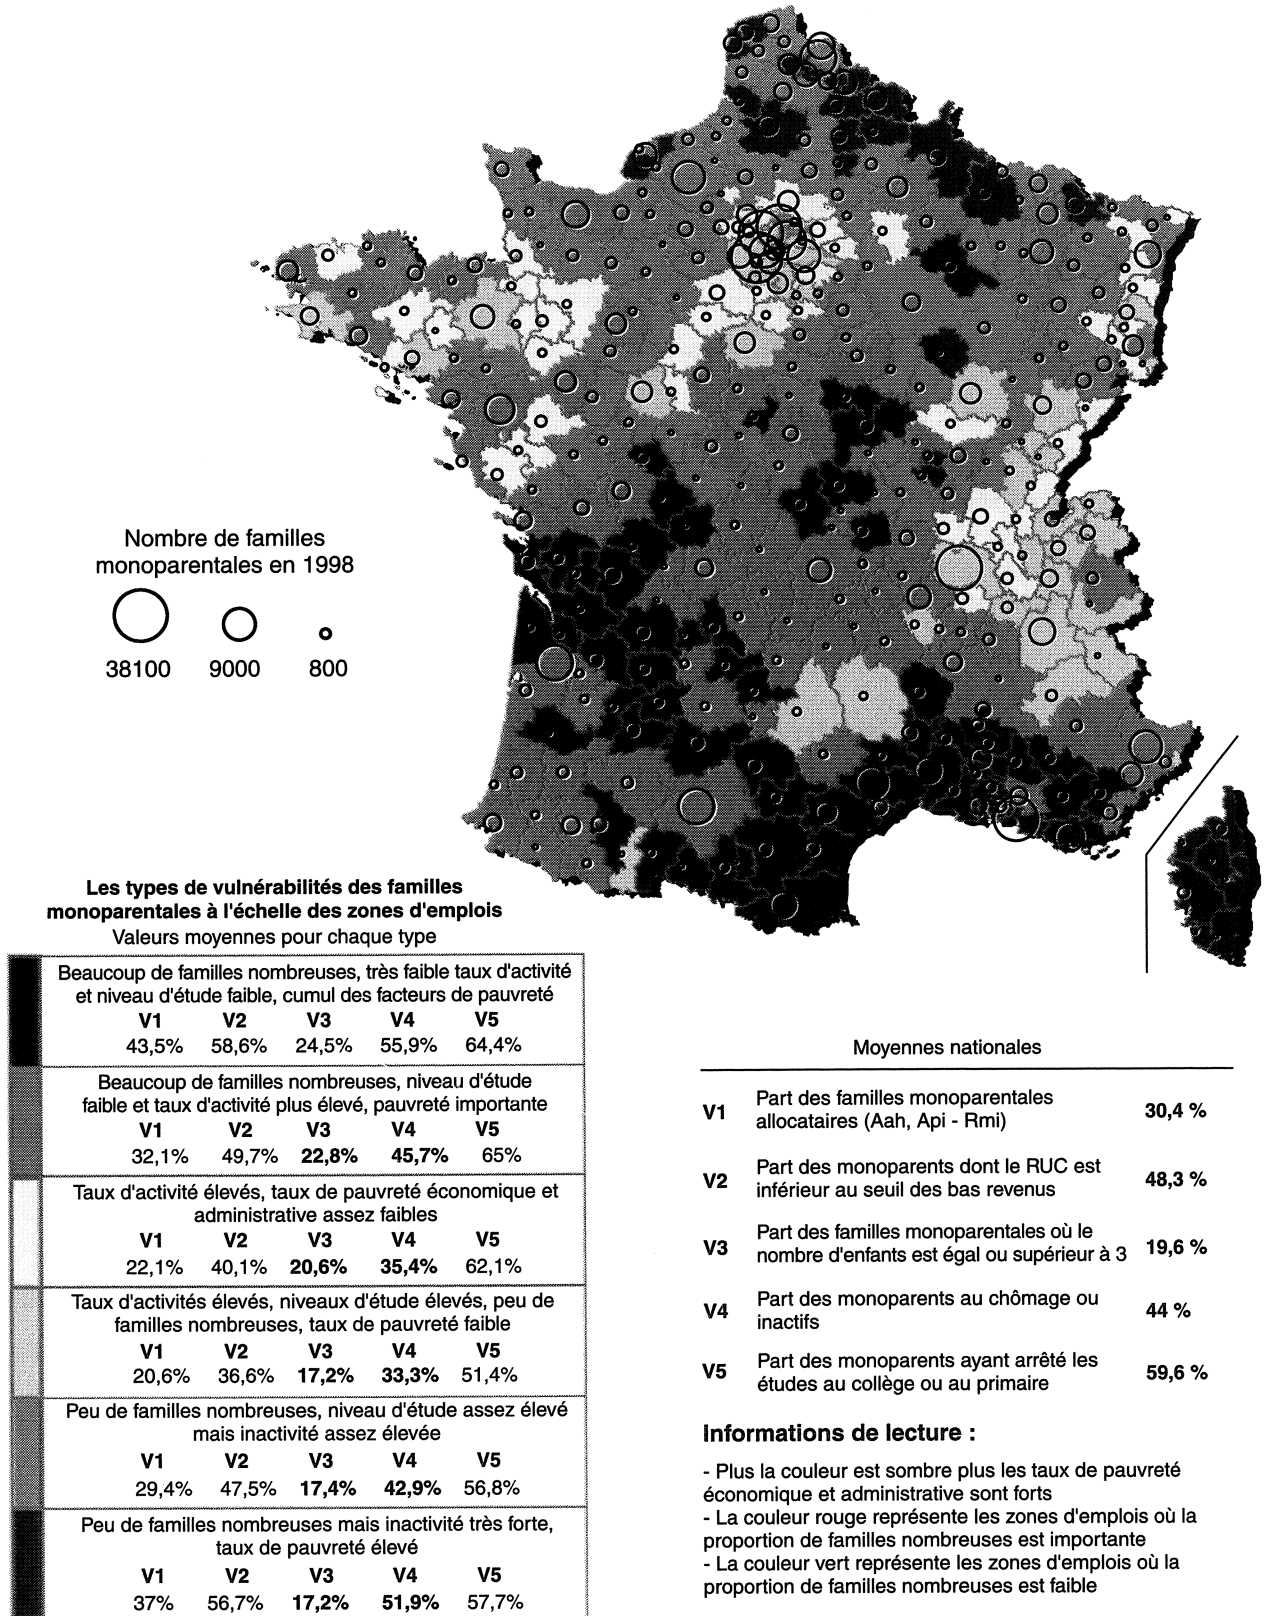 Nombre de familles
monoparentales en 1998
38100 9000 800
Les types de vulnérabilités des familles
monoparentales à l'échelle des zones d'emplois
Valeurs moyennes pour chaque type
Beaucoup de familles nombreuses, très faible taux d'activité
et niveau d'étude faible, cumul des facteurs de pauvreté
V1 V2 V3 V4 V5
43,5% 58,6% 24,5% 55,9% 64,4%
Beaucoup de familles nombreuses, niveau d'étude
faible et taux d'activité plus élevé, pauvreté importante
V1 V2 V3 V4 V5
32,1% 49,7% 22,8% 45,7% 65%
Taux d'activité élevés, taux de pauvreté économique et
administrative assez faibles
V1 V2 V3 V4 V5
22,1% 40,1% 20,6% 35,4% 62,1%
Taux d'activités élevés, niveaux d'étude élevés, peu de
familles nombreuses, taux de pauvreté faible
V1 V2 V3 V4 V5
20,6% 36,6% 17,2% 33,3% 51,4%
Peu de familles nombreuses, niveau d'étude assez élevé
mais inactivité assez élevée
V1 V2 V3 V4 V5
29,4% 47,5% 17,4% 42,9% 56,8%
Peu de familles nombreuses mais inactivité très forte,
taux de pauvreté élevé
V1 V2 V3 V4 V5
37% 56,7% 17,2% 51,9% 57,7%
Moyennes nationales
V1 Part des familles monoparentales
allocataires (Aah, Api - Rmi) 30,4 %
V2 Part des monoparents dont le RUC est
inférieur au seuil des bas revenus 48,3 %
V3 Part des familles monoparentales où le
nombre d'enfants est égal ou supérieur à 3 19,6 %
V4 Part des monoparents au chômage ou
inactifs 44 %
V5 Part des monoparents ayant arrêté les
études au collège ou au primaire 59,6 %
Informations de lecture :
- Plus la couleur est sombre plus les taux de pauvreté
économique et administrative sont forts
- La couleur rouge représente les zones d'emplois où la
proportion de familles nombreuses est importante
- La couleur vert représente les zones d'emplois où la
proportion de familles nombreuses est faible